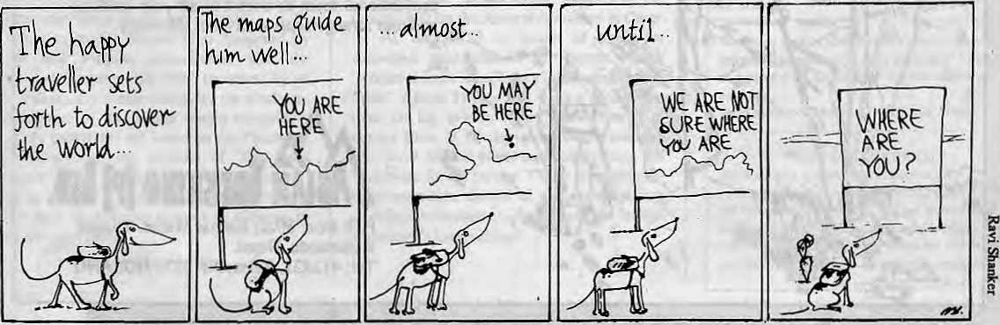 The happy
traveller sets
forth to discover
the world...
The maps guide
him well...
YOU ARE
HERE
...almost...
YOU MAY
BE HERE
until...
WE ARE NOT
SURE WHERE
YOU ARE
WHERE
ARE
YOU?
Ravi Shanker